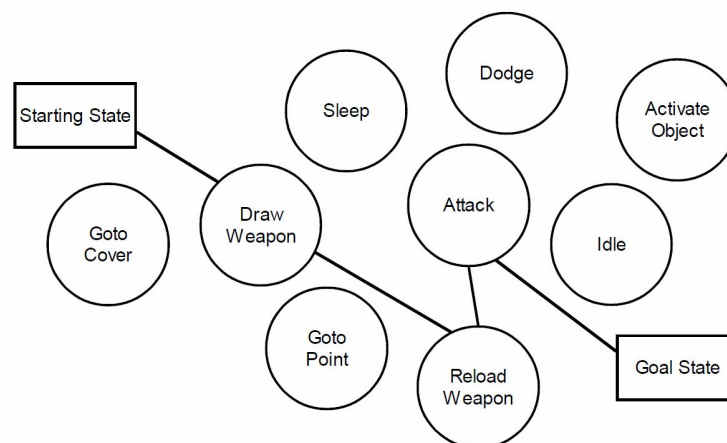 Dodge
Sleep
Starting State
Activate
Object
Draw
Weapon
Attack
Goto
Cover
Idle
Goto
Point
Reload
Weapon
Goal State